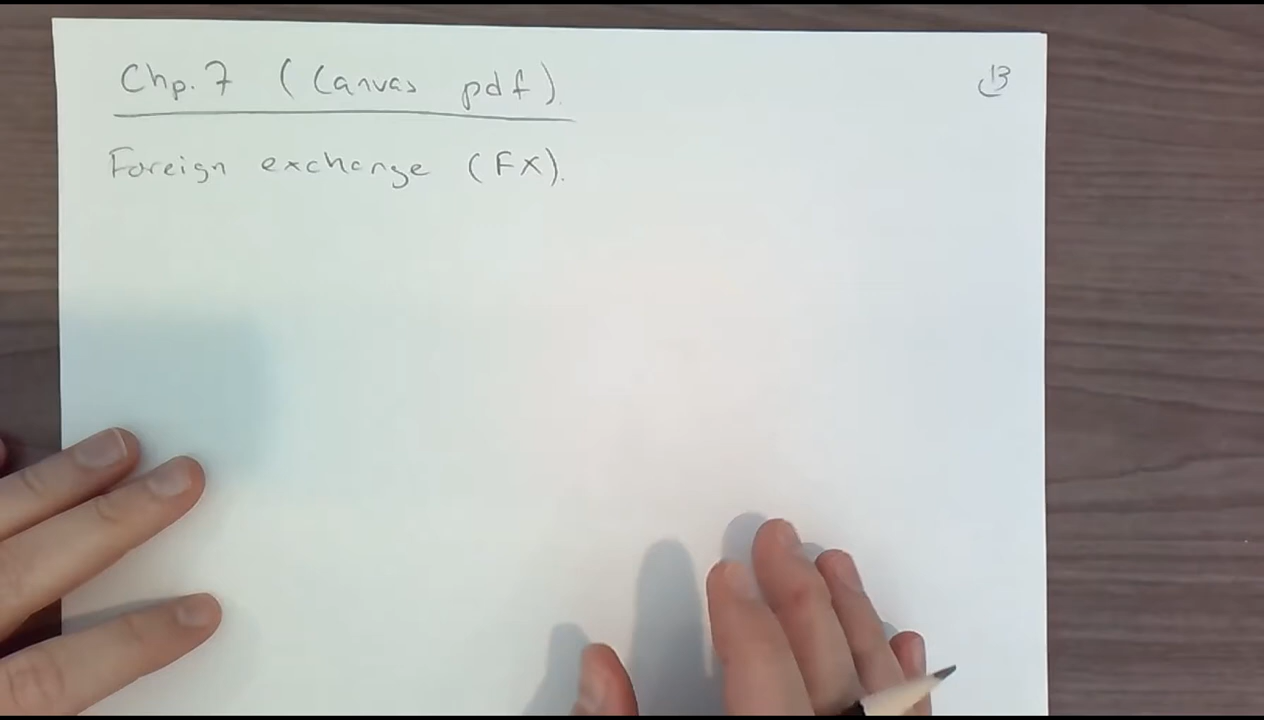 Chp. 7 (Canvas pdf).
13
Foreign exchange (FX).